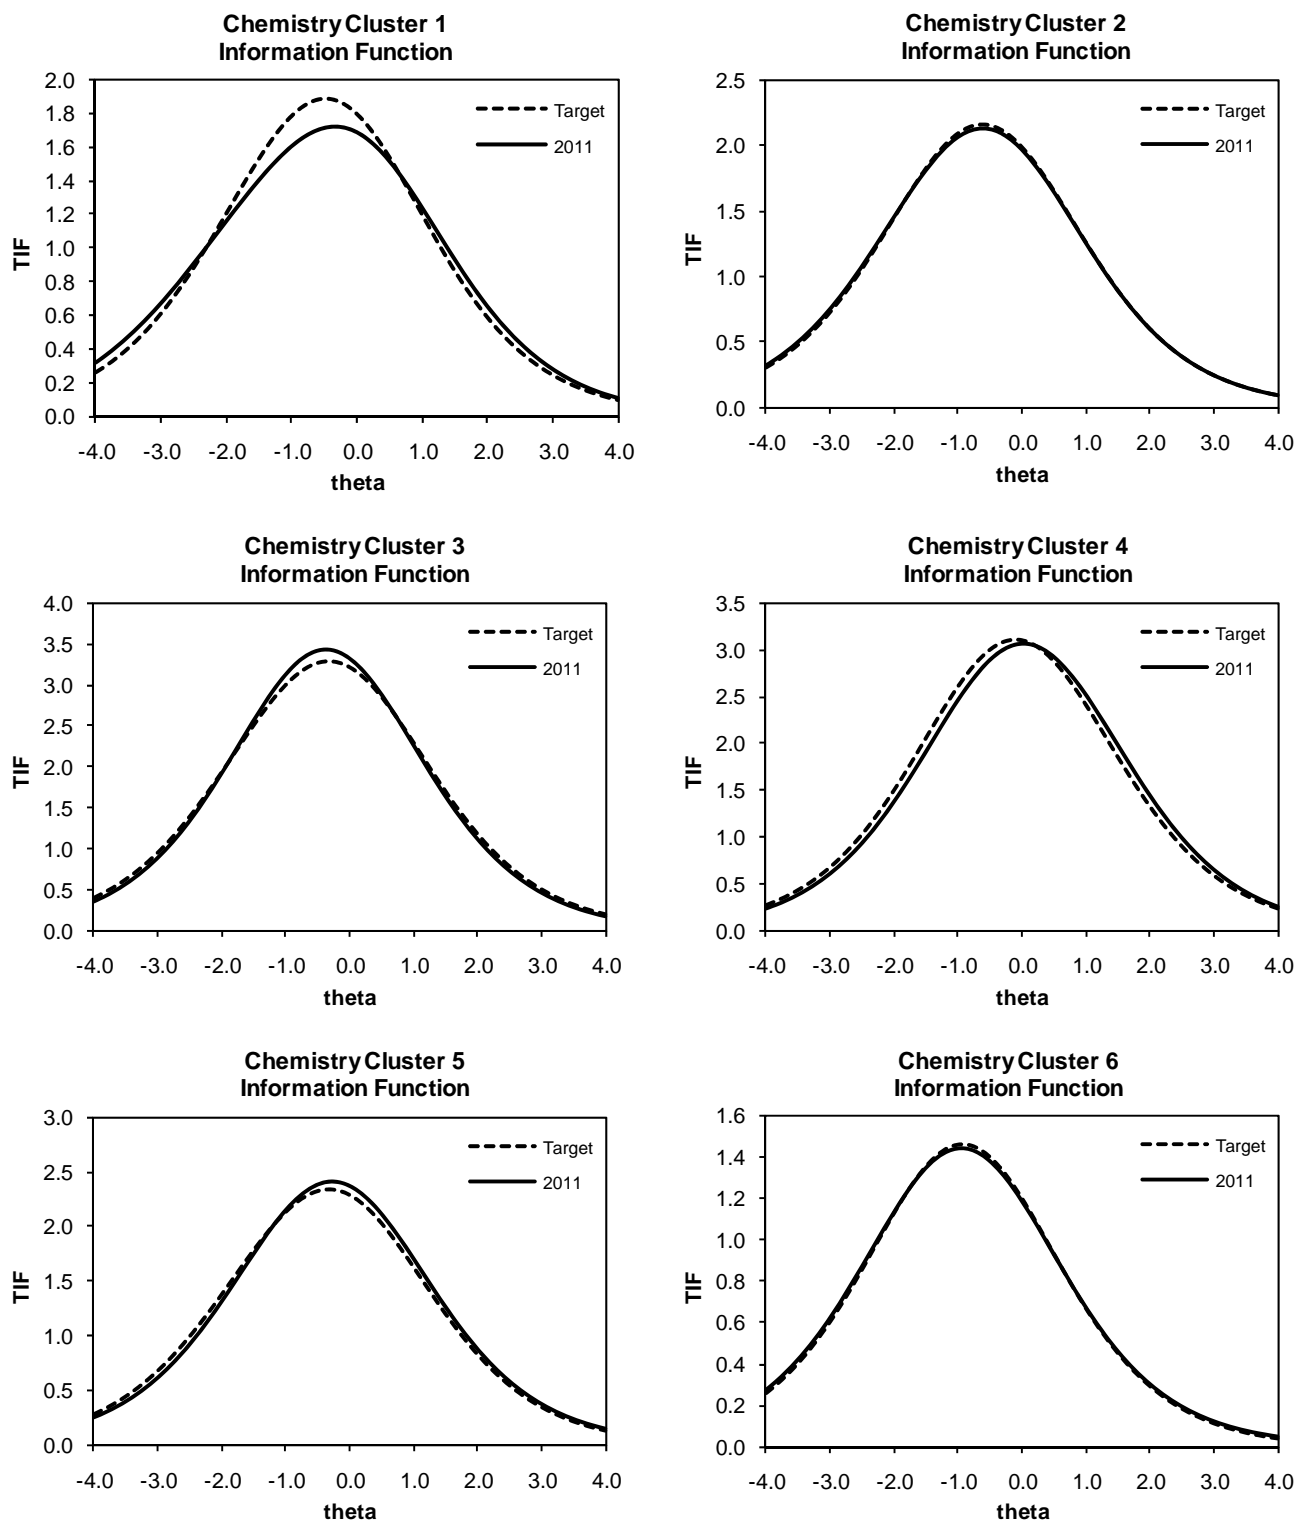 Chemistry Cluster 1
Information Function
2.0
1.8
1.6
1.4
1.2
1.0
0.8
0.6
0.4
0.2
0.0
TIF
Target
2011
-4.0 -3.0 -2.0 -1.0 0.0 1.0 2.0 3.0 4.0
theta
Chemistry Cluster 2
Information Function
2.5
2.0
1.5
1.0
0.5
0.0
TIF
Target
2011
-4.0 -3.0 -2.0 -1.0 0.0 1.0 2.0 3.0 4.0
theta
Chemistry Cluster 3
Information Function
4.0
3.5
3.0
2.5
2.0
1.5
1.0
0.5
0.0
TIF
Target
2011
-4.0 -3.0 -2.0 -1.0 0.0 1.0 2.0 3.0 4.0
theta
Chemistry Cluster 4
Information Function
3.5
3.0
2.5
2.0
1.5
1.0
0.5
0.0
TIF
Target
2011
-4.0 -3.0 -2.0 -1.0 0.0 1.0 2.0 3.0 4.0
theta
Chemistry Cluster 5
Information Function
3.0
2.5
2.0
1.5
1.0
0.5
0.0
TIF
Target
2011
-4.0 -3.0 -2.0 -1.0 0.0 1.0 2.0 3.0 4.0
theta
Chemistry Cluster 6
Information Function
1.6
1.4
1.2
1.0
0.8
0.6
0.4
0.2
0.0
TIF
Target
2011
-4.0 -3.0 -2.0 -1.0 0.0 1.0 2.0 3.0 4.0
theta